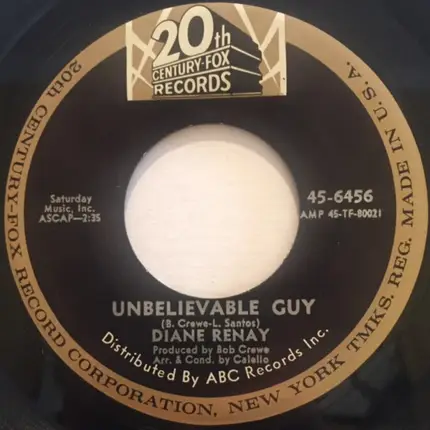 20th
CENTURY-FOX
RECORDS
Saturday
Music, Inc.
ASCAP—2:35
45-6456
AMP 45-TF-80021
UNBELIEVABLE GUY
(B. Crewe-L. Santos)
DIANE RENAY
Produced by Bob Crewe
Arr. & Cond. by Calello
Distributed By ABC Records Inc.
20th CENTURY-FOX RECORD CORPORATION, NEW YORK TMKS. REG. MADE IN U.S.A.